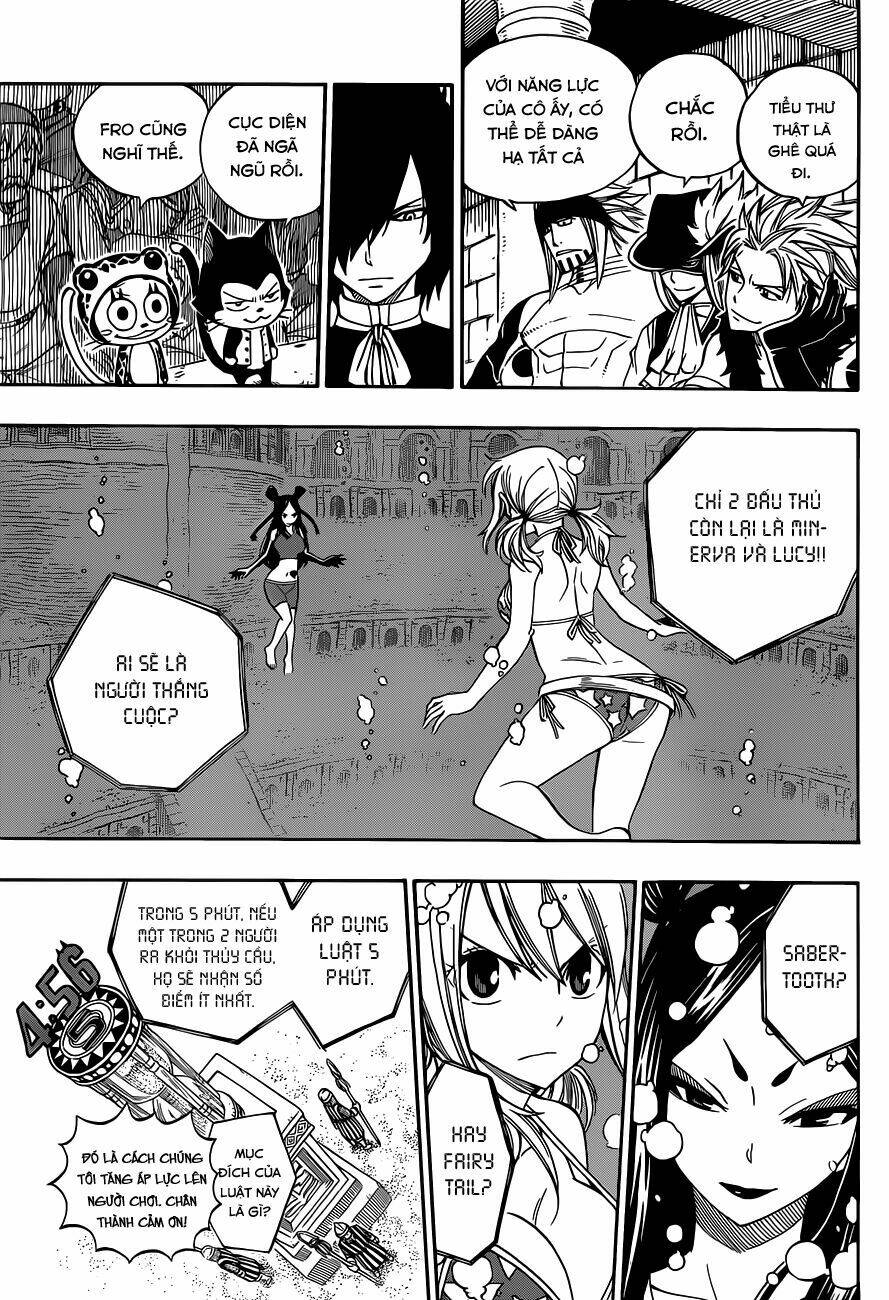 TIỂU THƯ
THẬT LÀ
GHÊ QUÁ
ĐI.
CHẮC
RỒI.
VỚI NĂNG LỰC
CỦA CÔ ẤY, CÓ
THỂ DỄ DÀNG
HẠ TẤT CẢ
CỤC DIỆN
ĐÃ NGÃ
NGŨ RỒI.
FRO CŨNG
NGHĨ THẾ.
CHỈ 2 ĐẤU THỦ
CÒN LẠI LÀ MIN-
ERVA VÀ LUCY!!
AI SẼ LÀ
NGƯỜI THẮNG
CUỘC?
SABER-
TOOTH?
HAY
FAIRY
TAIL?
ÁP DỤNG
LUẬT 5
PHÚT.
TRONG 5 PHÚT, NẾU
MỘT TRONG 2 NGƯỜI
RA KHỎI THỦY CẦU,
HỌ SẼ NHẬN SỐ
ĐIỂM ÍT NHẤT.
4:56
5
MỤC
ĐÍCH CỦA
LUẬT NÀY
LÀ GÌ?
ĐÓ LÀ CÁCH CHÚNG
TÔI TĂNG ÁP LỰC LÊN
NGƯỜI CHƠI. CHÂN
THÀNH CẢM ƠN!